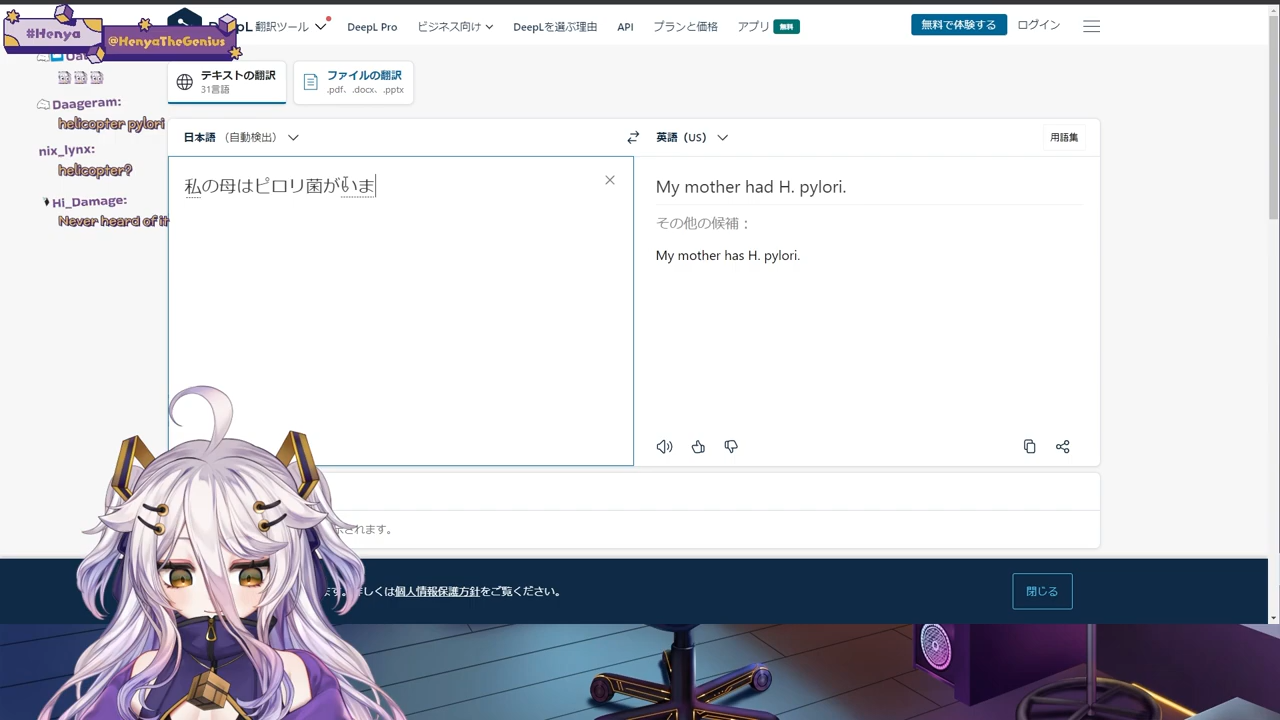 #Henya
@HenyaTheGenius
翻訳ツール
DeepL Pro
ビジネス向け
DeepLを選ぶ理由
API
プランと価格
アプリ
無料
無料で体験する
ログイン
テキストの翻訳
31言語
ファイルの翻訳
.pdf、.docx、.pptx
Daageram:
helicopter pylori
nix_lynx:
helicopter?
Hi_Damage:
Never heard of it
日本語 (自動検出)
英語 (US)
用語集
私の母はピロリ菌がいま
My mother had H. pylori.
その他の候補：
My mother has H. pylori.
されます。
しくは個人情報保護方針をご覧ください。
閉じる